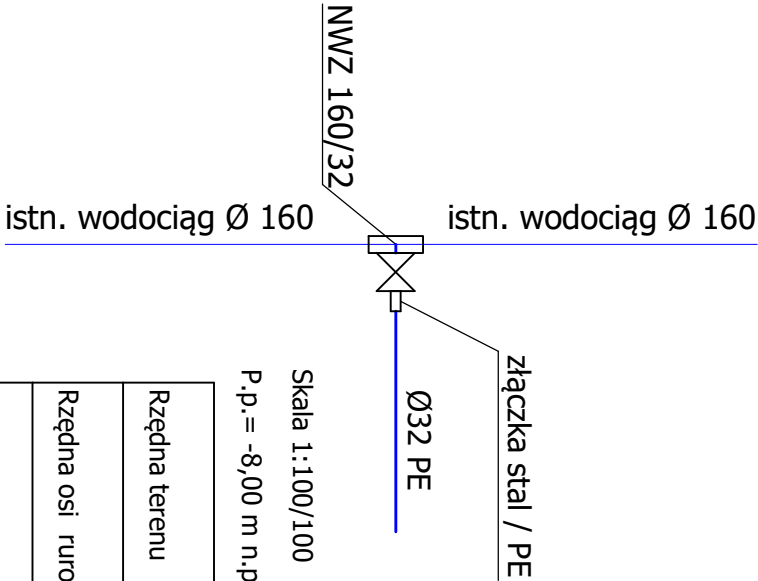 NWZ 160/32
istn. wodociąg Ø 160
istn. wodociąg Ø 160
złączka stal / PE
Ø32 PE
Skala 1:100/100
P.p.= -8,00 m n.p
Rzędna terenu
Rzędna osi ruro